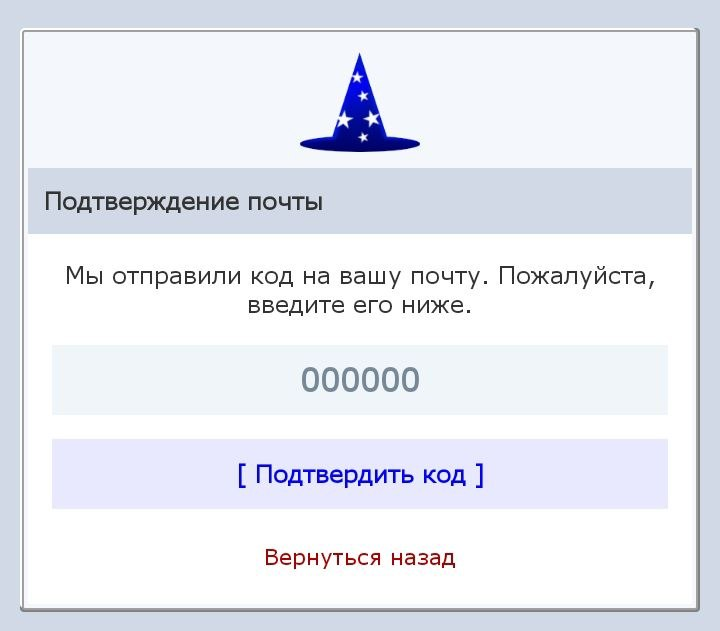 Подтверждение почты
Мы отправили код на вашу почту. Пожалуйста,
введите его ниже.
000000
[ Подтвердить код ]
Вернуться назад